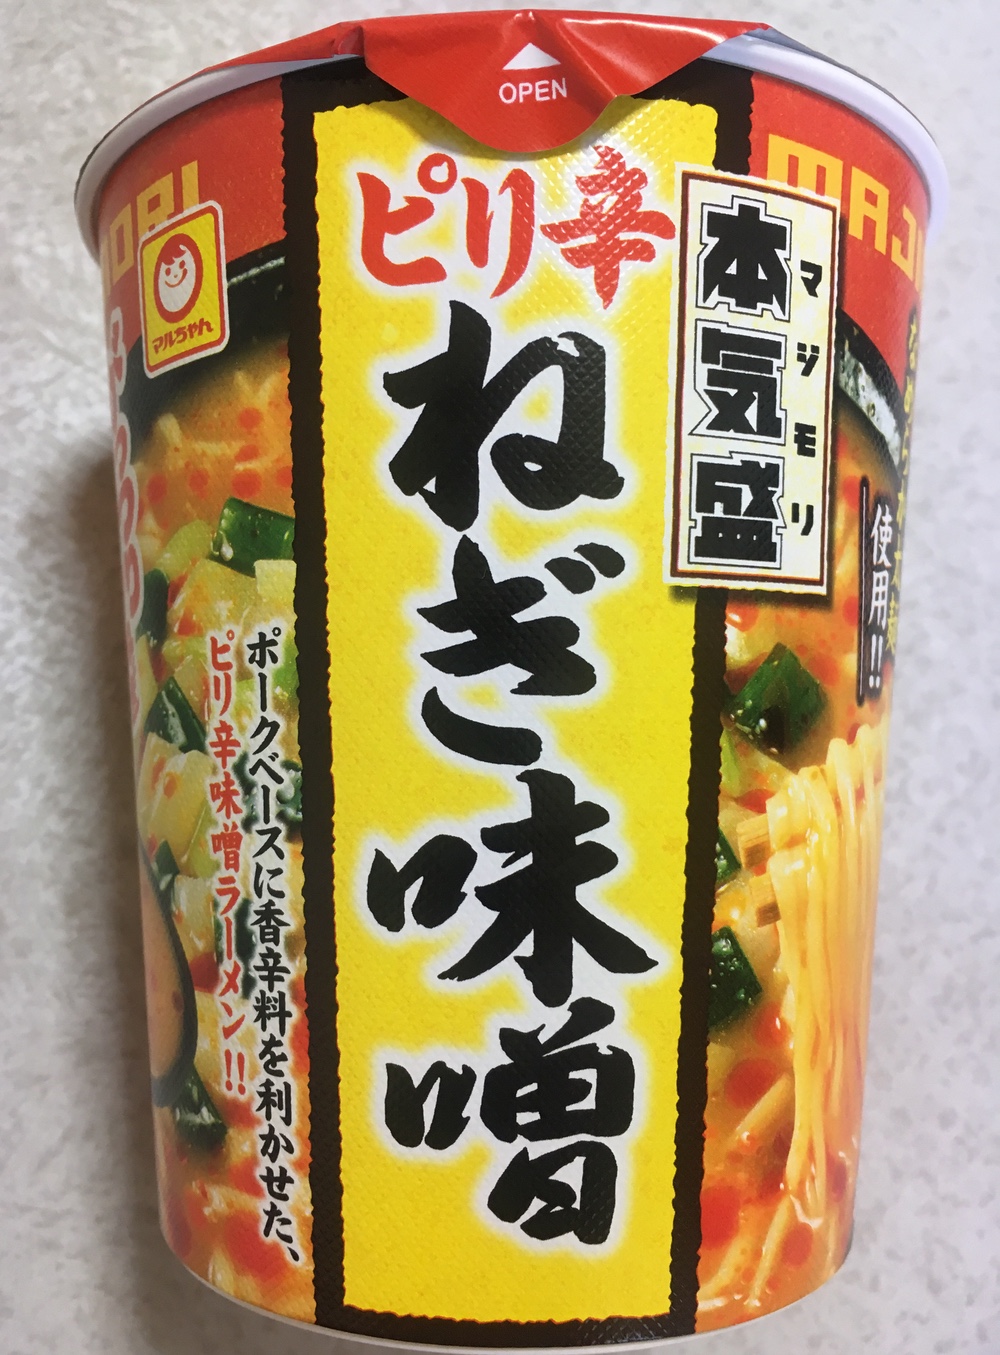 OPEN
MAJI
マルちゃん
ピリ辛
ねぎ味噌
本気盛
マジモリ
使用!!
ポークベースに香辛料を利かせた、
ピリ辛味噌ラーメン!!